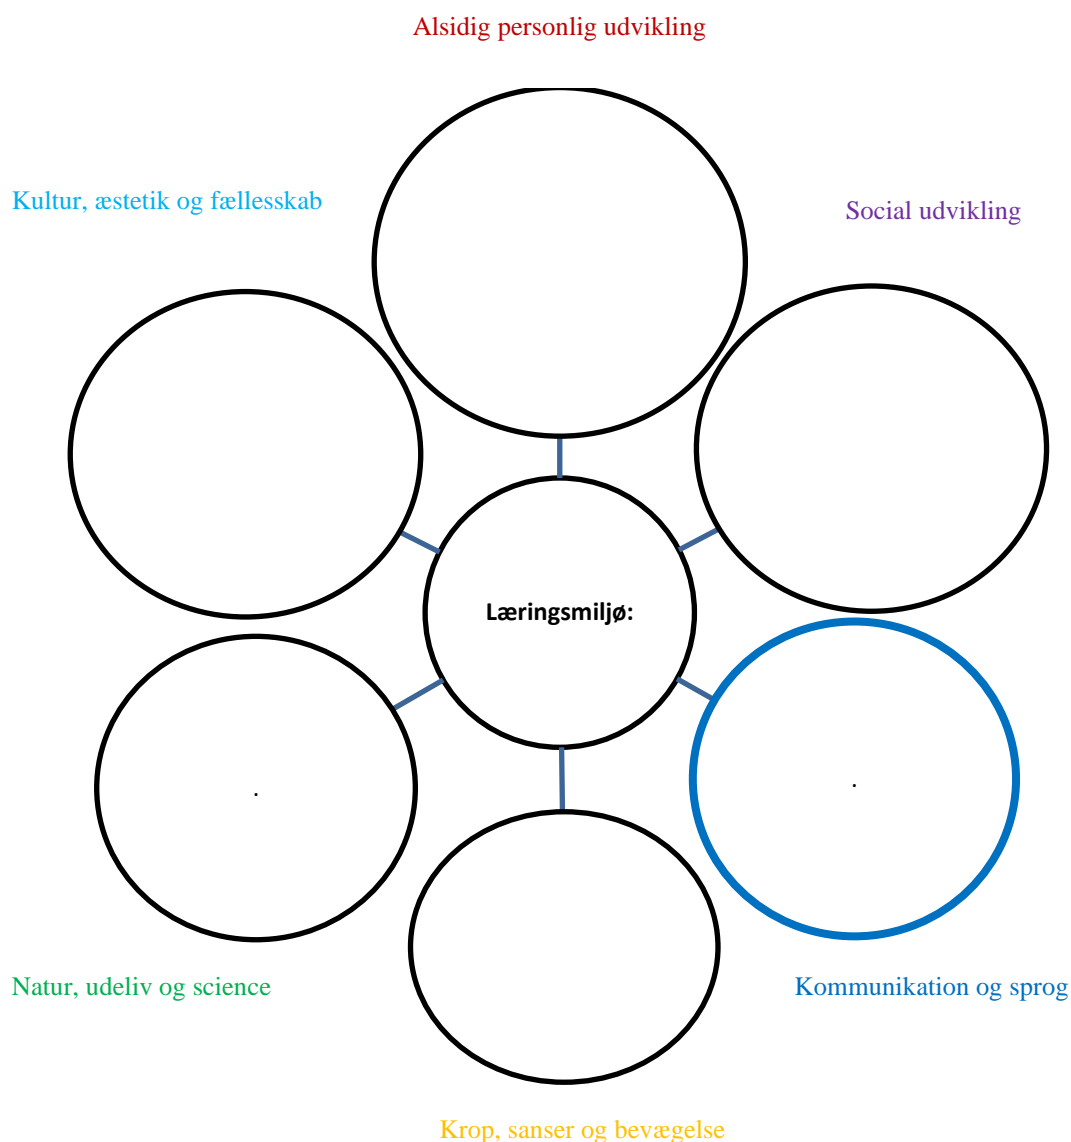 Alsidig personlig udvikling
Kultur, æstetik og fællesskab
Social udvikling
Læringsmiljø:
.
.
Natur, udeliv og science
Kommunikation og sprog
Krop, sanser og bevægelse